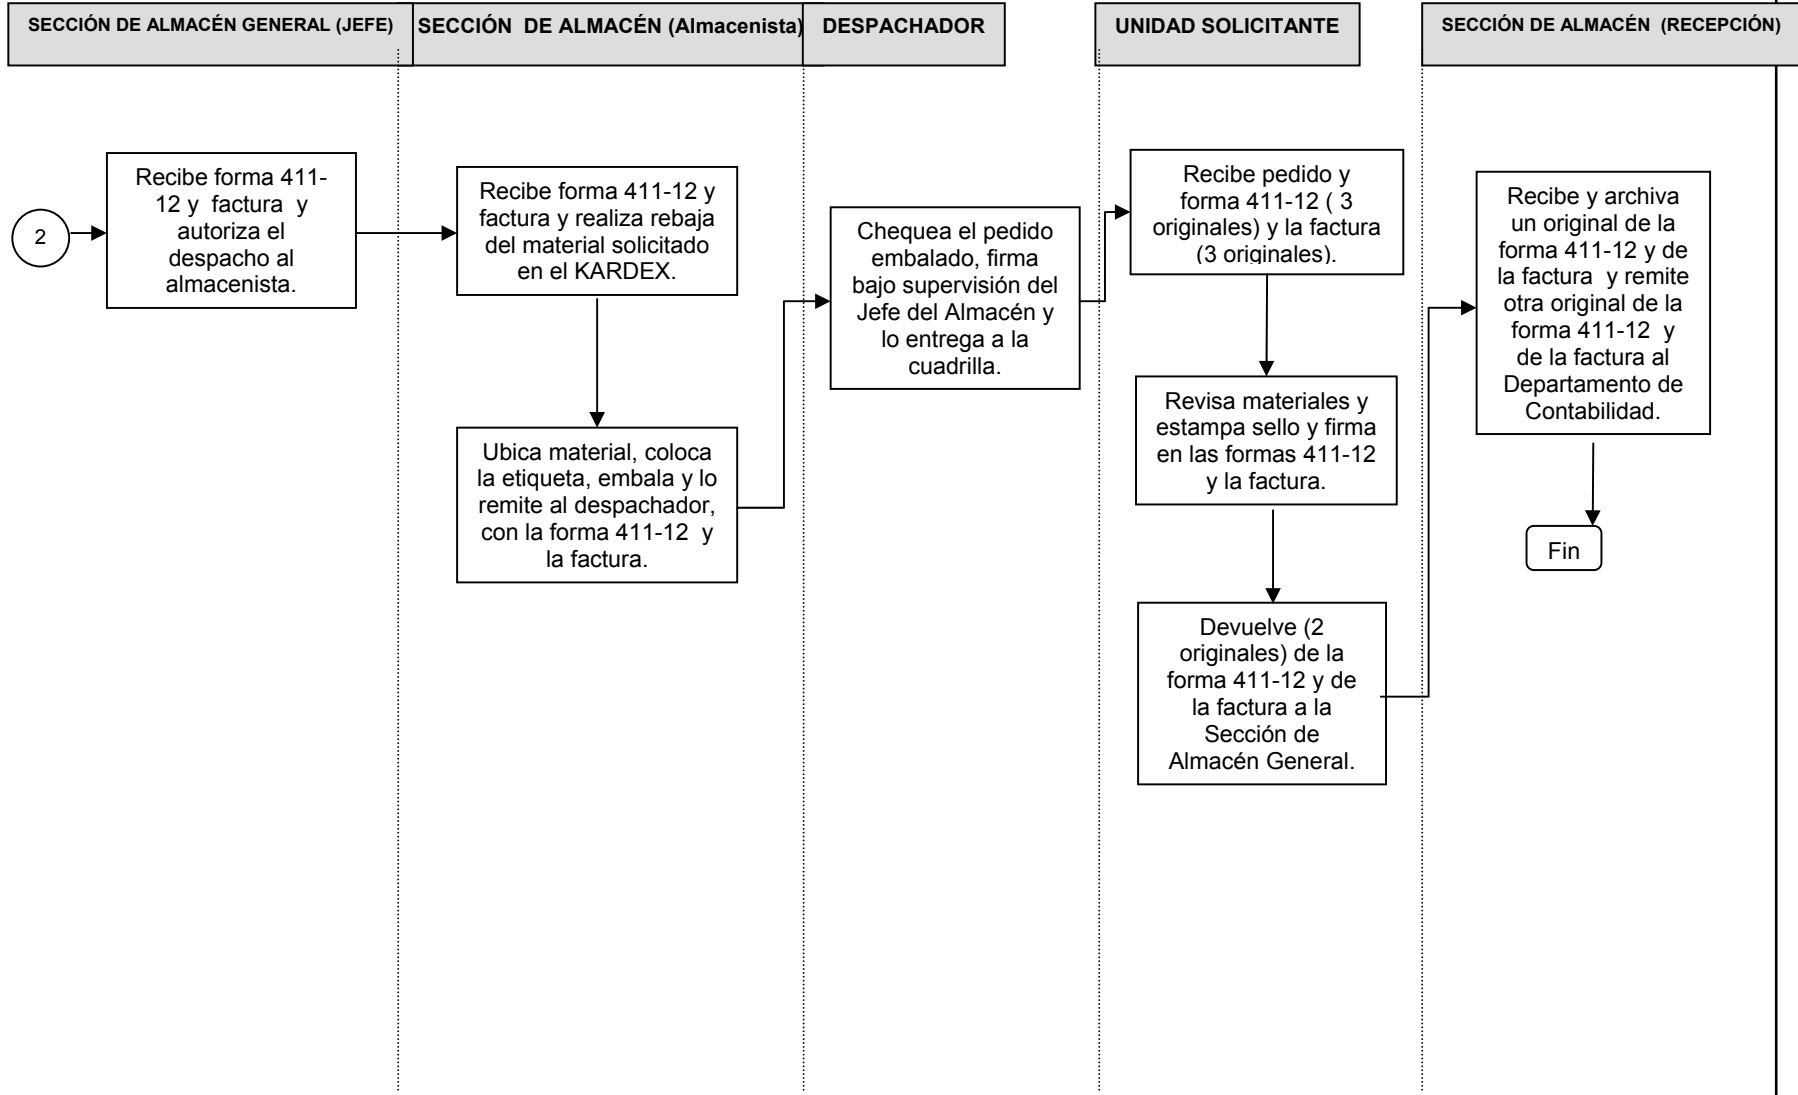 SECCIÓN DE ALMACÉN GENERAL (JEFE)
SECCIÓN DE ALMACÉN (Almacenista)
DESPACHADOR
UNIDAD SOLICITANTE
SECCIÓN DE ALMACÉN (RECEPCIÓN)
2
Recibe forma 411-
12 y factura y
autoriza el
despacho al
almacenista.
Recibe forma 411-12 y
factura y realiza rebaja
del material solicitado
en el KARDEX.
Ubica material, coloca
la etiqueta, embala y lo
remite al despachador,
con la forma 411-12 y
la factura.
Chequea el pedido
embalado, firma
bajo supervisión del
Jefe del Almacén y
lo entrega a la
cuadrilla.
Recibe pedido y
forma 411-12 ( 3
originales) y la factura
(3 originales).
Revisa materiales y
estampa sello y firma
en las formas 411-12
y la factura.
Devuelve (2
originales) de la
forma 411-12 y de
la factura a la
Sección de
Almacén General.
Recibe y archiva
un original de la
forma 411-12 y de
la factura y remite
otra original de la
forma 411-12 y
de la factura al
Departamento de
Contabilidad.
Fin